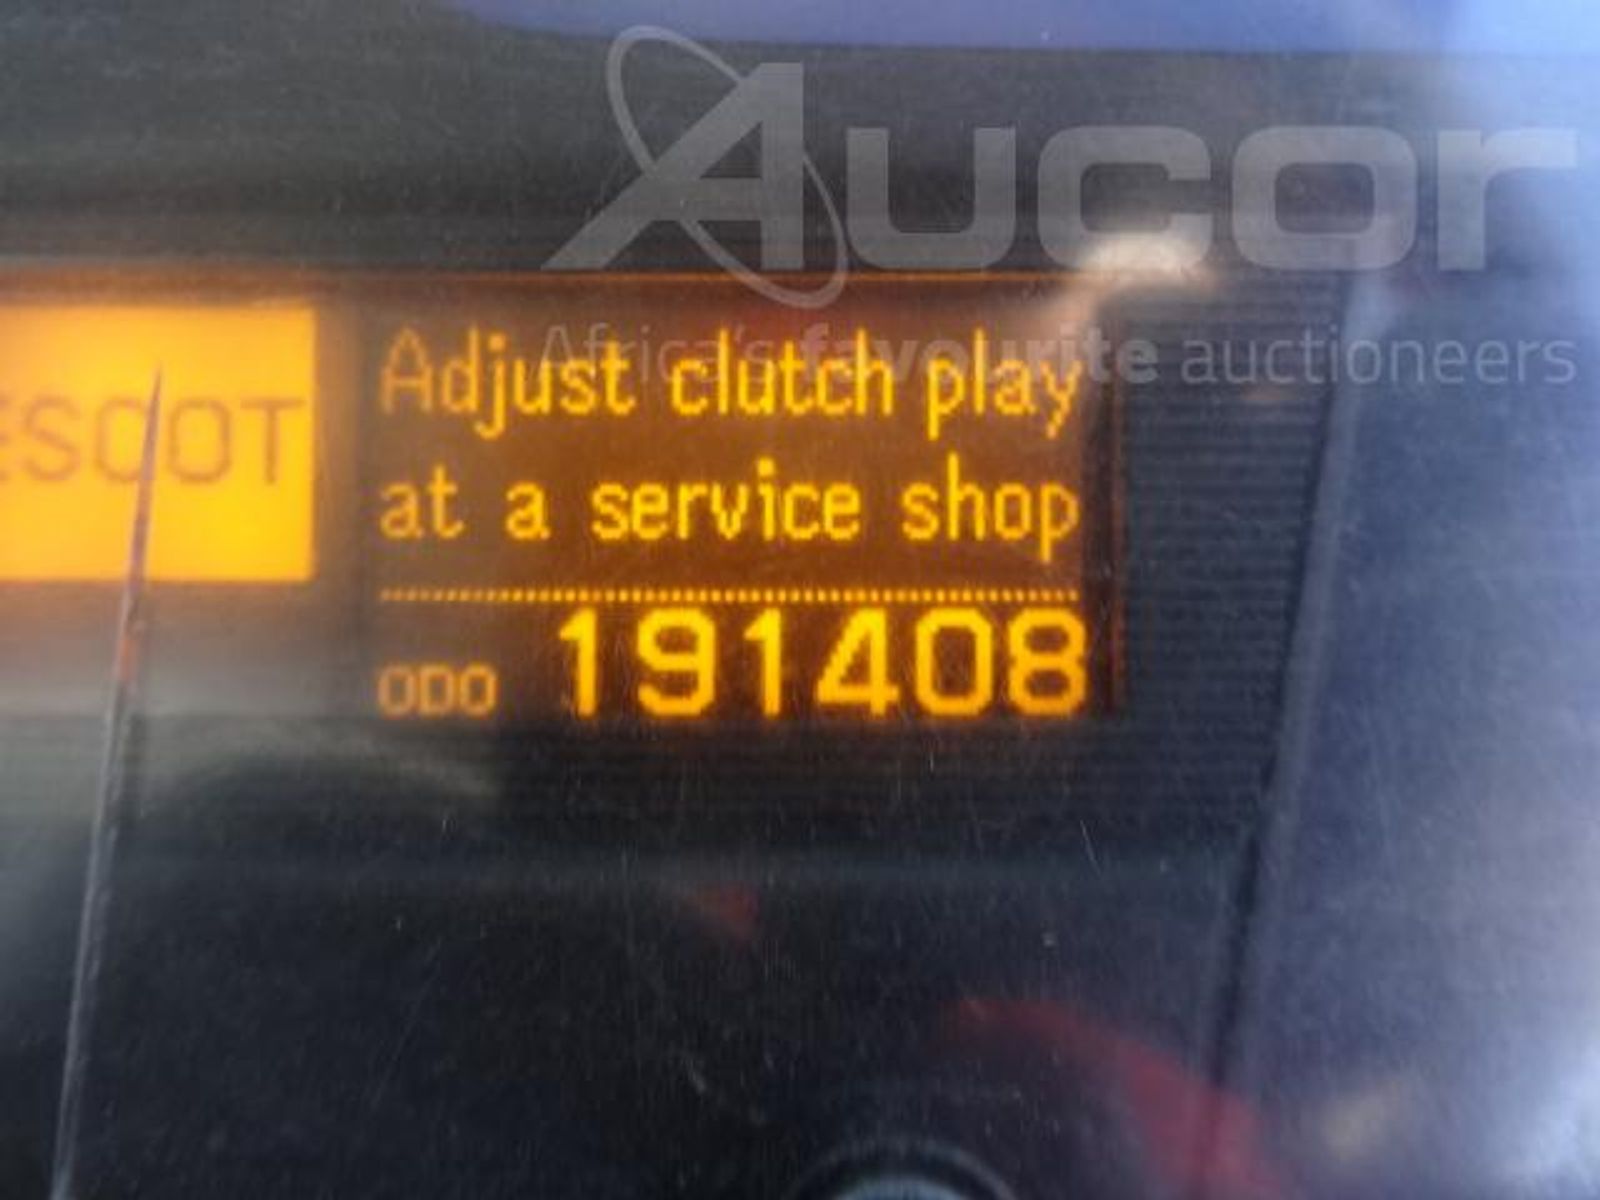 Aucor
Africa's favourite auctioneers
ESCOT
Adjust clutch play
at a service shop
ODO 191408